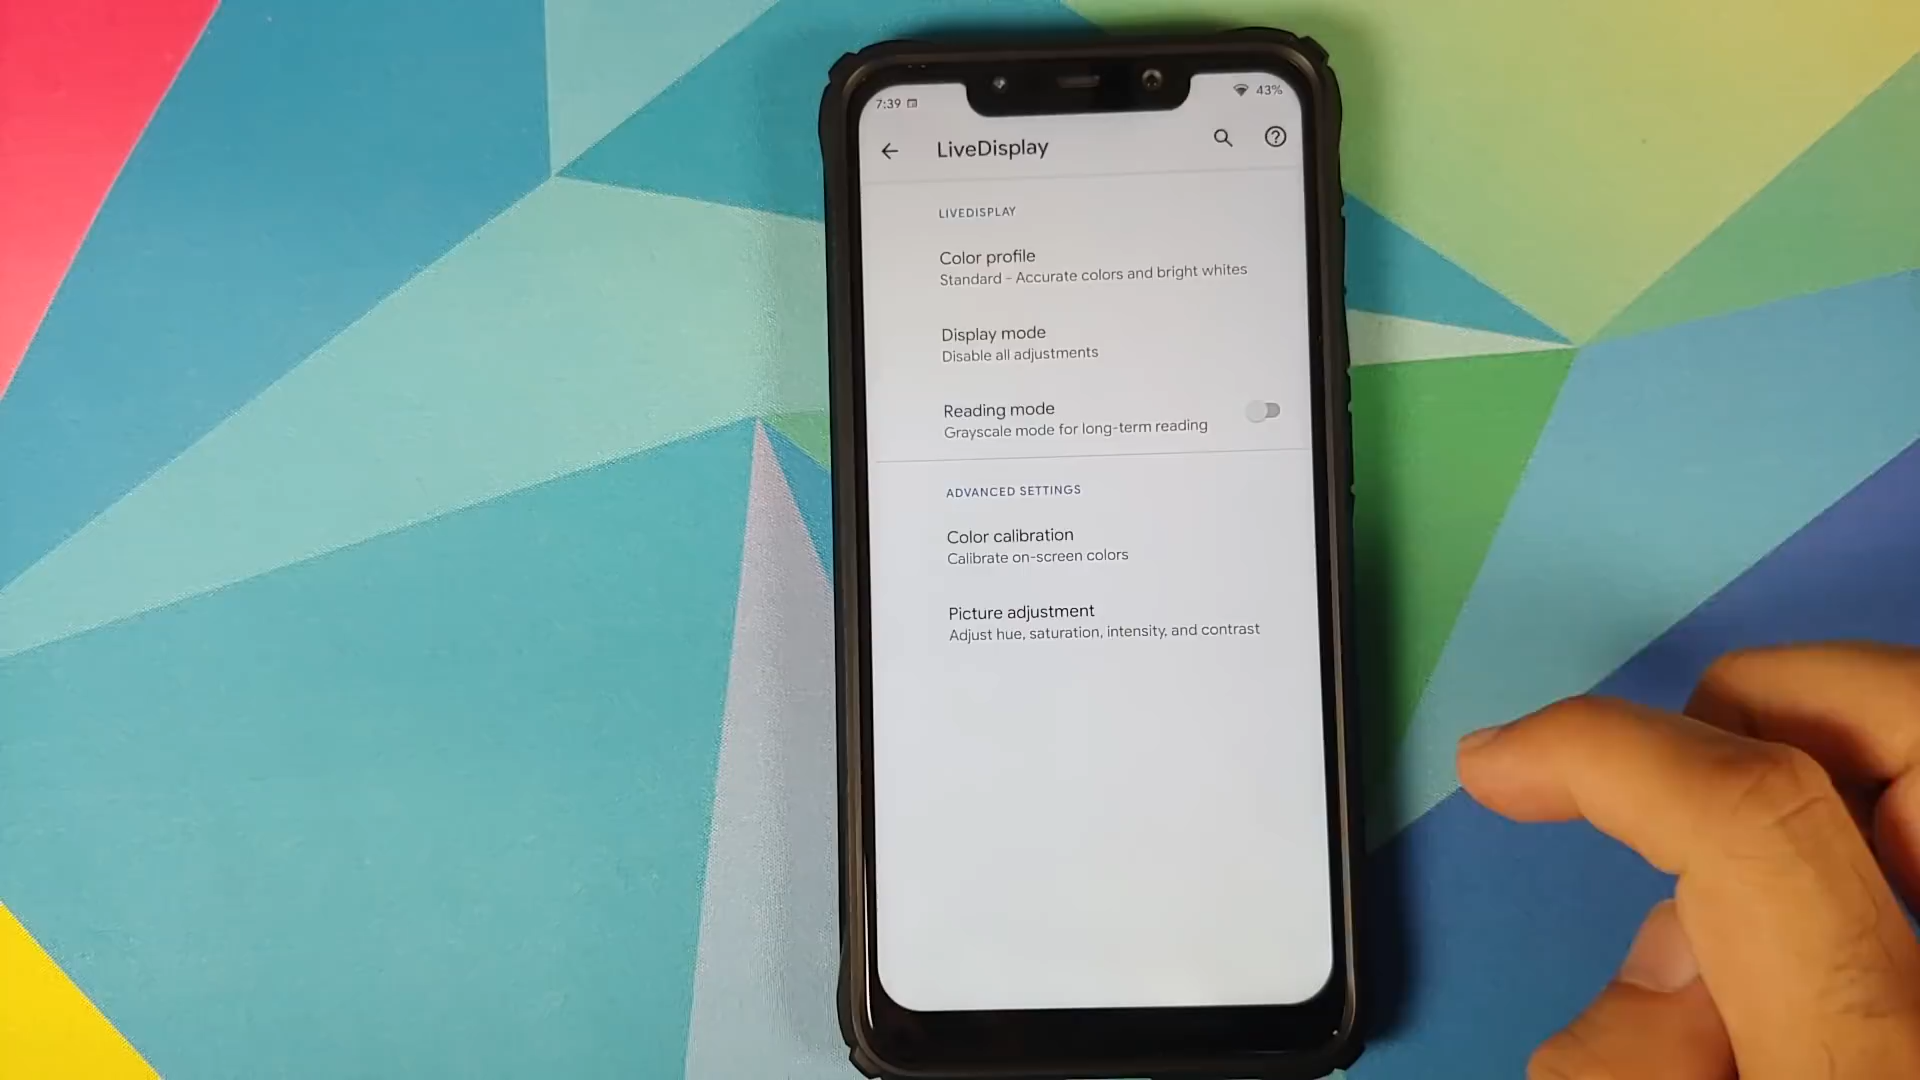 7:39
43%
LiveDisplay
LIVEDISPLAY
Color profile
Standard - Accurate colors and bright whites
Display mode
Disable all adjustments
Reading mode
Grayscale mode for long-term reading
ADVANCED SETTINGS
Color calibration
Calibrate on-screen colors
Picture adjustment
Adjust hue, saturation, intensity, and contrast